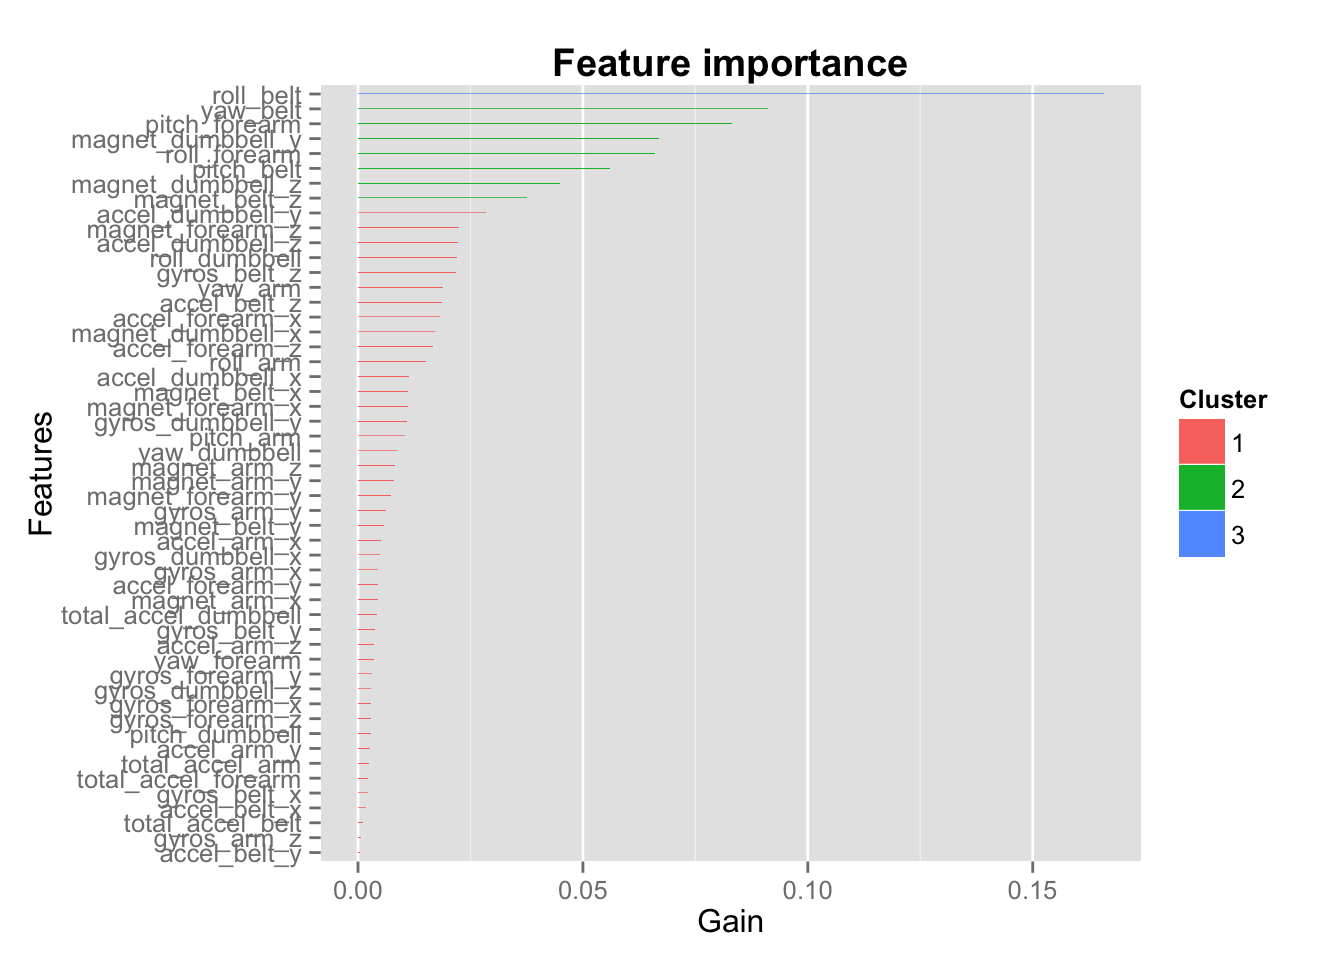 Feature importance
roll_belt
yaw_belt
pitch_forearm
magnet_dumbbell_y
roll_forearm
pitch_belt
magnet_dumbbell_z
magnet_belt_z
accel_dumbbell_y
magnet_forearm_z
accel_dumbbell_z
roll_dumbbell
gyros_belt_z
yaw_arm
accel_belt_z
accel_forearm_x
magnet_dumbbell_x
accel_forearm_z
roll_arm
accel_dumbbell_x
magnet_belt_x
magnet_forearm_x
gyros_dumbbell_y
pitch_arm
yaw_dumbbell
magnet_arm_z
magnet_arm_y
magnet_forearm_y
gyros_arm_y
magnet_belt_y
accel_arm_x
gyros_dumbbell_x
gyros_arm_x
accel_forearm_y
magnet_arm_x
total_accel_dumbbell
gyros_belt_y
accel_arm_z
yaw_forearm
gyros_forearm_y
gyros_dumbbell_z
gyros_forearm_x
gyros_forearm_z
pitch_dumbbell
accel_arm_y
total_accel_arm
total_accel_forearm
gyros_belt_x
accel_belt_x
total_accel_belt
gyros_arm_z
accel_belt_y
Features
0.00 0.05 0.10 0.15
Gain
Cluster
1
2
3